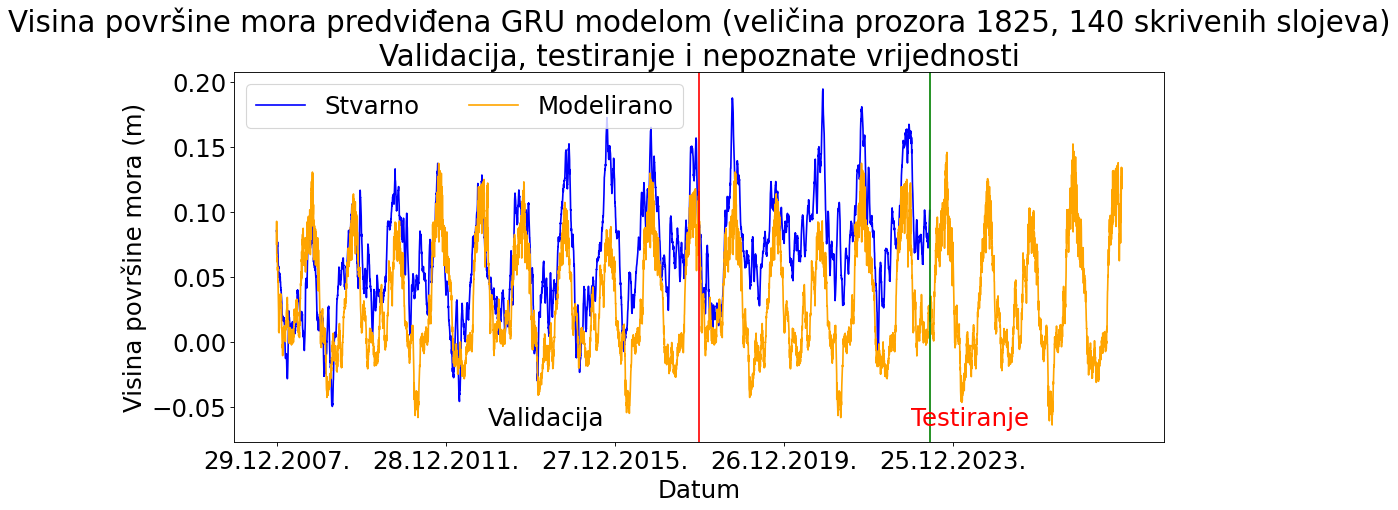 Visina površine mora predviđena GRU modelom (veličina prozora 1825, 140 skrivenih slojeva)
Validacija, testiranje i nepoznate vrijednosti
Stvarno
Modelirano
Visina površine mora (m)
0.20
0.15
0.10
0.05
0.00
−0.05
Validacija
Testiranje
29.12.2007.
28.12.2011.
27.12.2015.
26.12.2019.
25.12.2023.
Datum